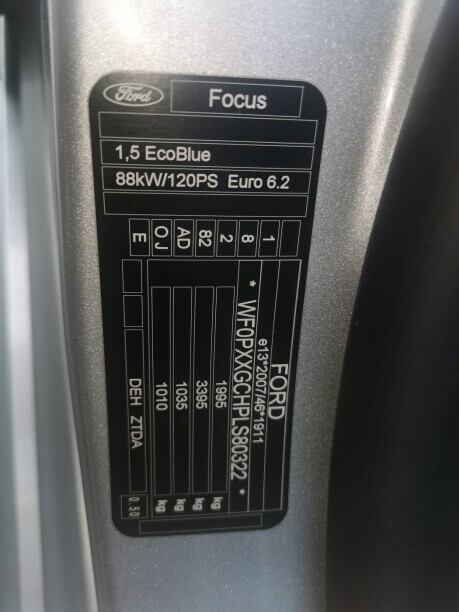 Ford
Focus
1,5 EcoBlue
88kW/120PS Euro 6.2
1
8
2
82
AD
OJ
E
FORD
e13*2007/46*1911
* WF0PXXGCHPLS80322 *
1995 kg
3395 kg
1035 kg
1010 kg
DEH ZTDA
0.50